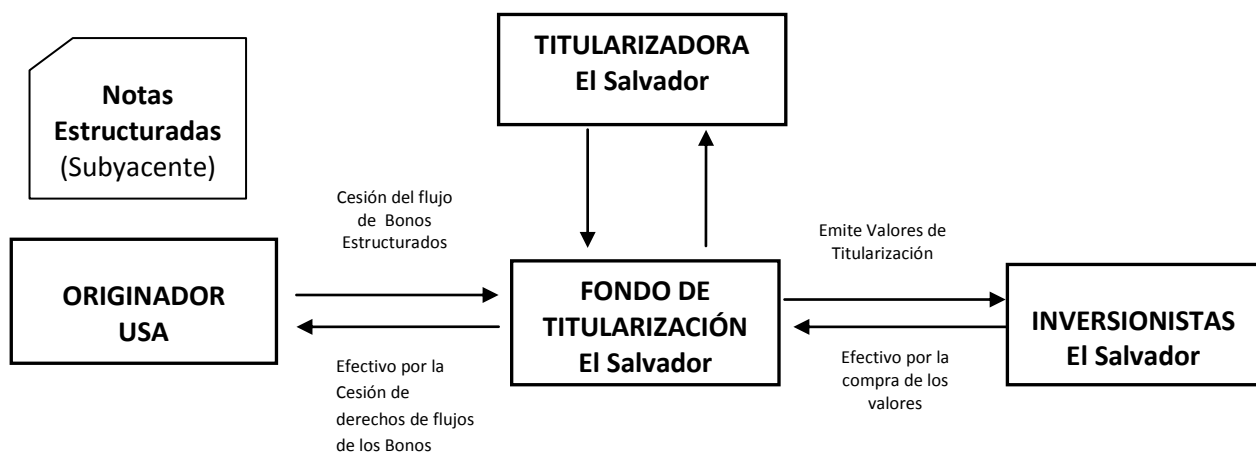 TITULARIZADORA
El Salvador
Notas
Estructuradas
(Subyacente)
Cesión del flujo
de Bonos
Estructurados
Emite Valores de
Titularización
ORIGINADOR
USA
FONDO DE
TITULARIZACIÓN
El Salvador
INVERSIONISTAS
El Salvador
Efectivo por la
Cesión de
derechos de flujos
de los Bonos
Efectivo por la
compra de los
valores